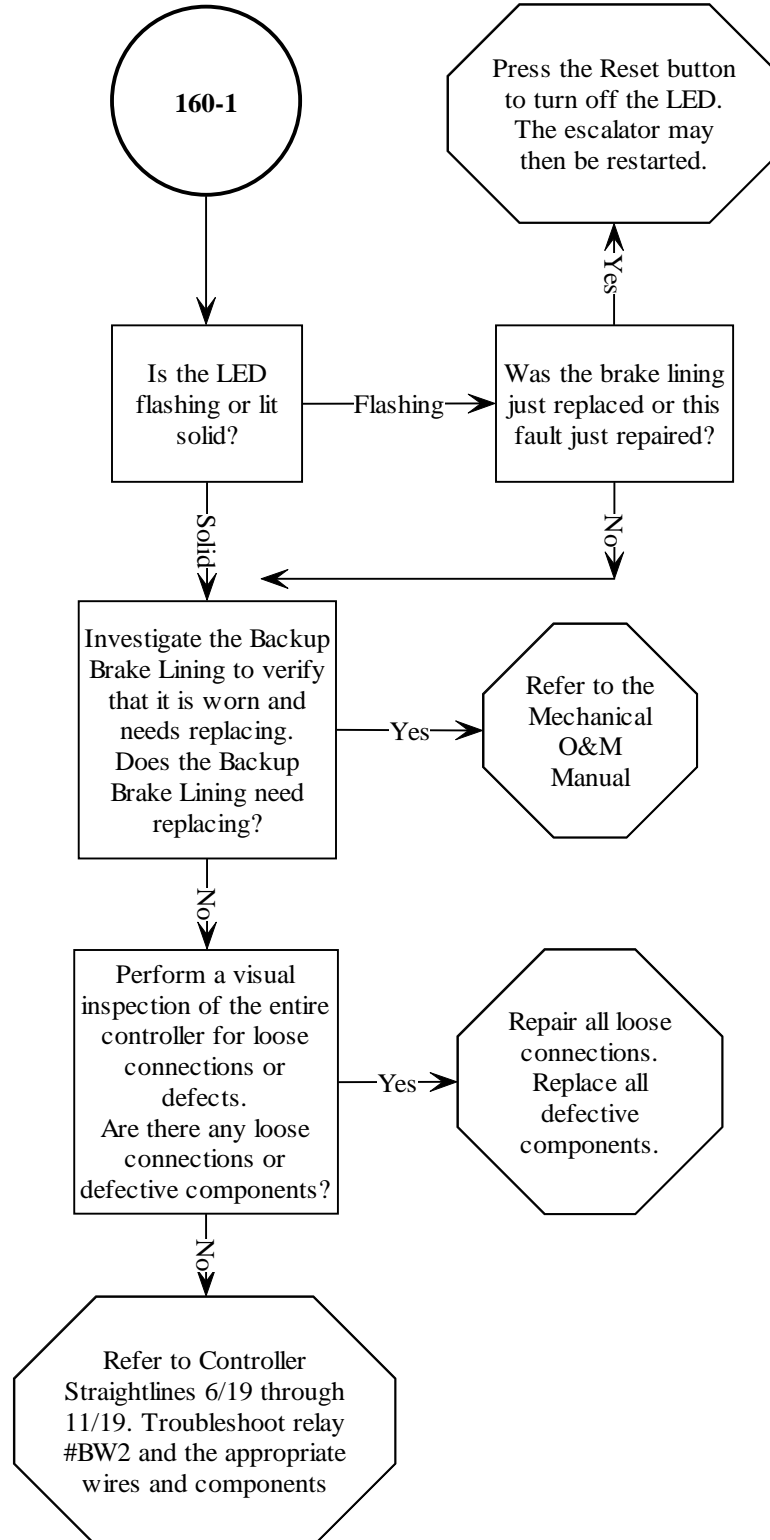 160-1
Press the Reset button
to turn off the LED.
The escalator may
then be restarted.
Yes
Is the LED
flashing or lit
solid?
Flashing
Was the brake lining
just replaced or this
fault just repaired?
Solid
No
Investigate the Backup
Brake Lining to verify
that it is worn and
needs replacing.
Does the Backup
Brake Lining need
replacing?
Yes
Refer to the
Mechanical
O&M
Manual
No
Perform a visual
inspection of the entire
controller for loose
connections or
defects.
Are there any loose
connections or
defective components?
Yes
Repair all loose
connections.
Replace all
defective
components.
No
Refer to Controller
Straightlines 6/19 through
11/19. Troubleshoot relay
#BW2 and the appropriate
wires and components